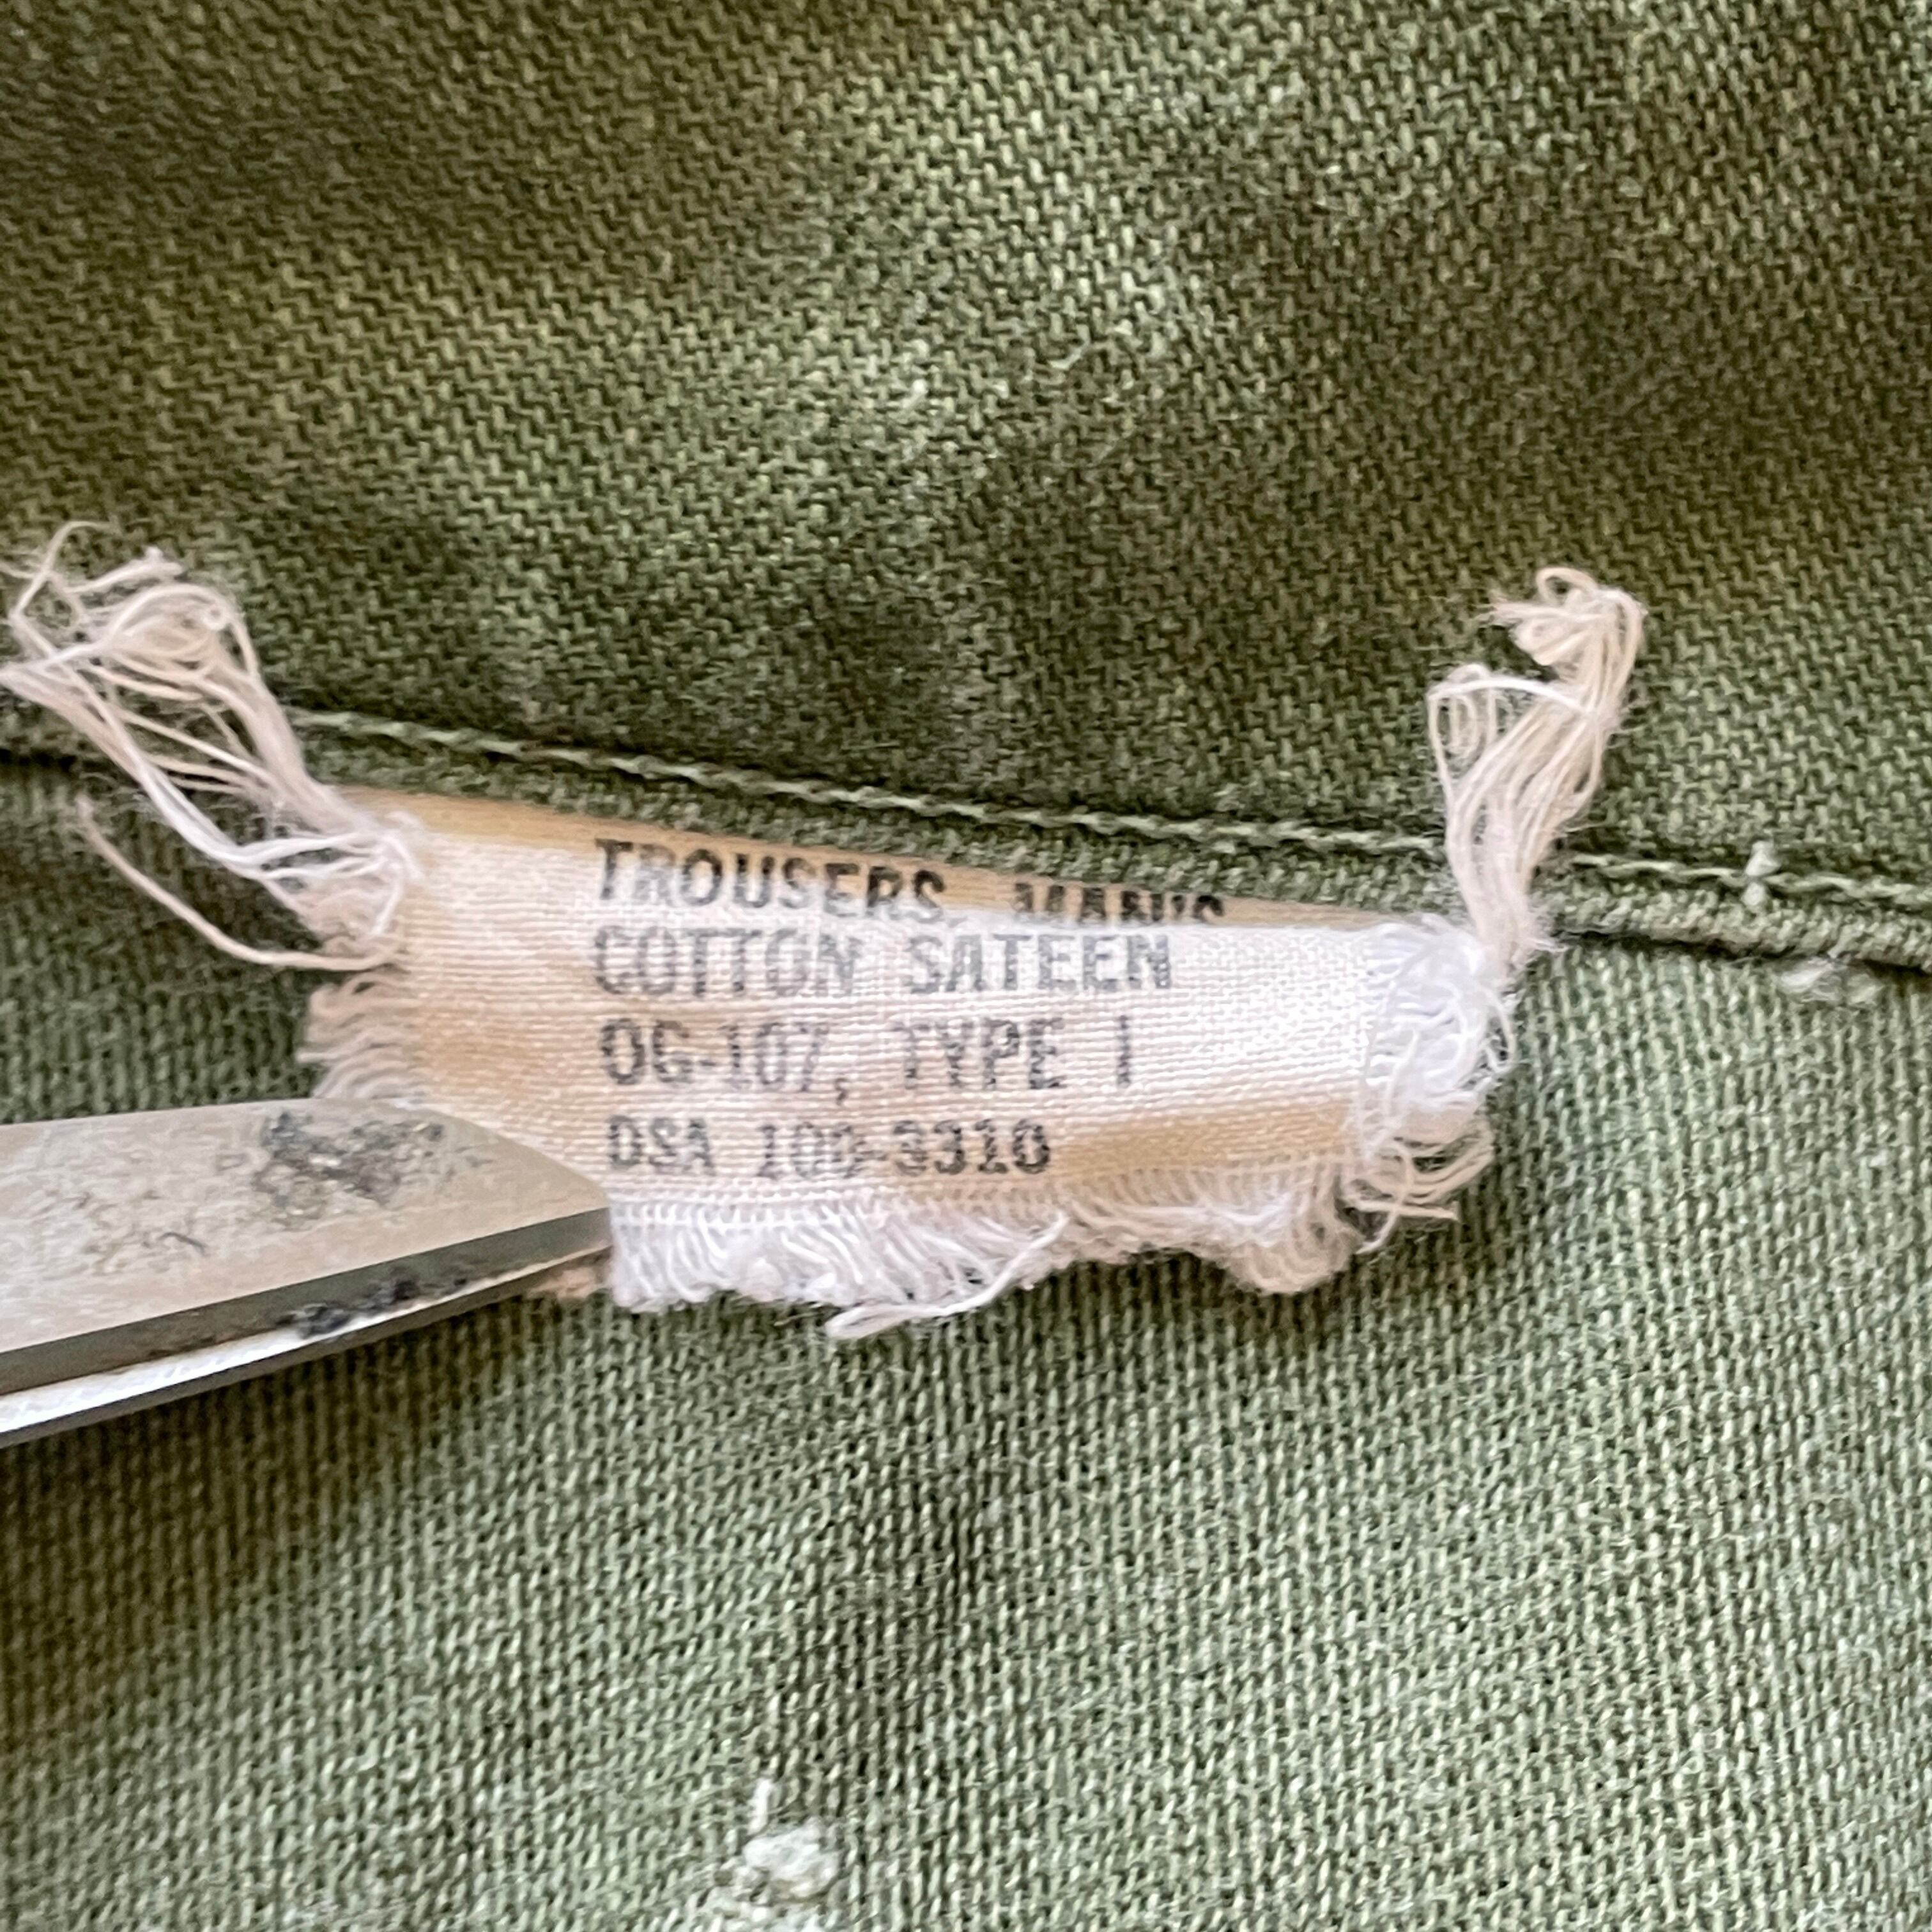 TROUSERS, MAN'S
COTTON SATEEN
OG-107, TYPE I
DSA 100-3310